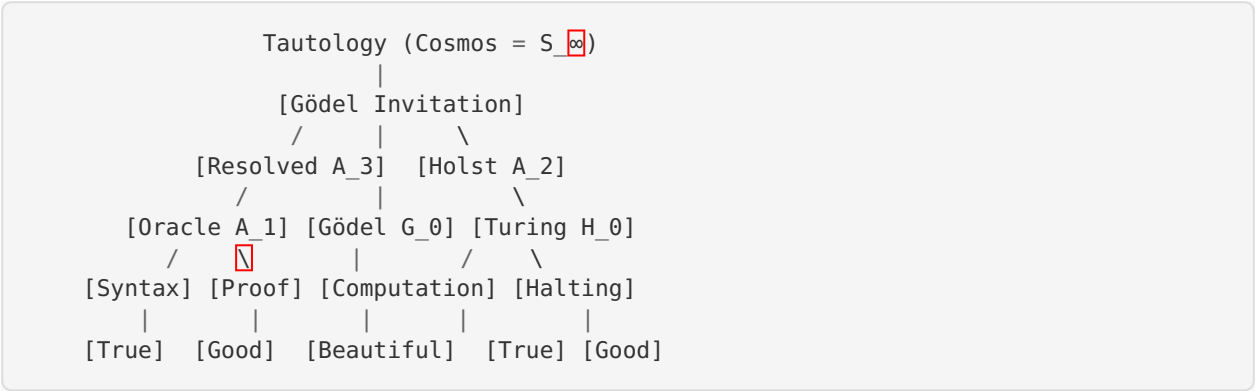 Tautology (Cosmos = S_∞)
|
[Gödel Invitation]
/ | \
[Resolved A_3] [Holst A_2]
/ | \
[Oracle A_1] [Gödel G_0] [Turing H_0]
/ \ | / \
[Syntax] [Proof] [Computation] [Halting]
| | | | |
[True] [Good] [Beautiful] [True] [Good]